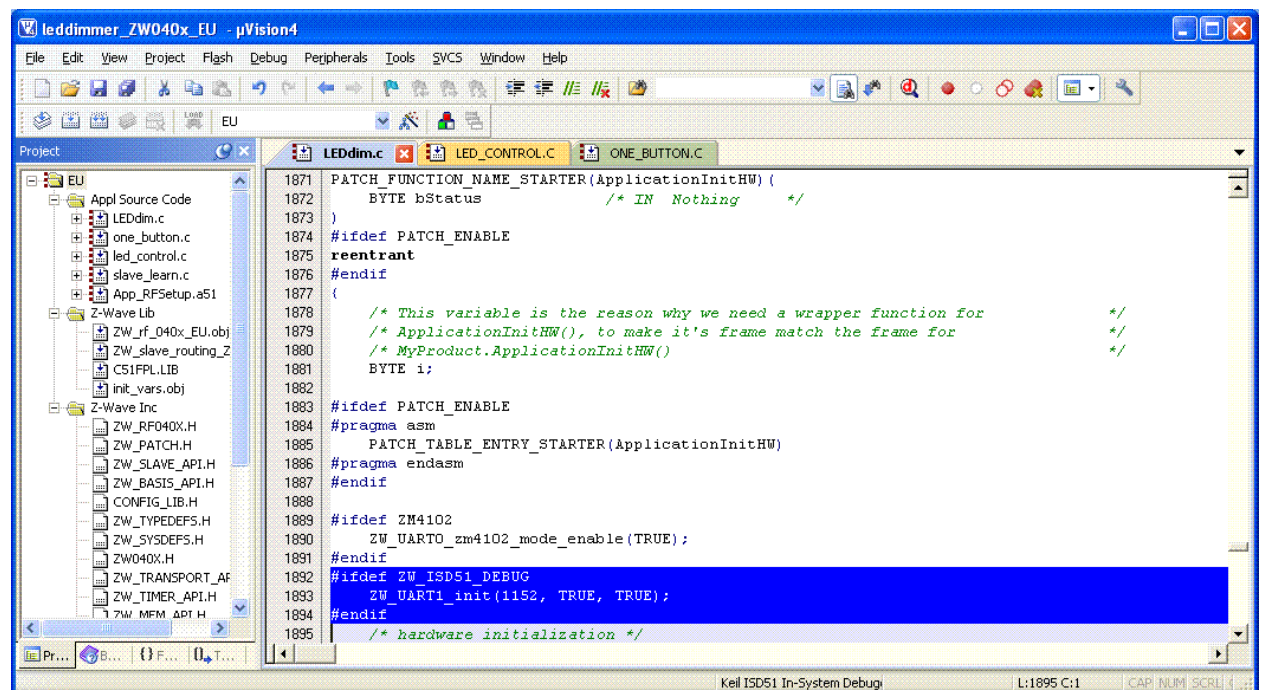 leddimmer_ZW040x_EU - µVision4
File Edit View Project Flash Debug Peripherals Tools SVCS Window Help
LOAD EU
Project
LEDdim.c LED_CONTROL.C ONE_BUTTON.C
EU
Appl Source Code
LEDdim.c
one_button.c
led_control.c
slave_learn.c
App_RFSetup.a51
Z-Wave Lib
ZW_rf_040x_EU.obj
ZW_slave_routing_Z
C51FPL.LIB
init_vars.obj
Z-Wave Inc
ZW_RF040X.H
ZW_PATCH.H
ZW_SLAVE_API.H
ZW_BASIS_API.H
CONFIG_LIB.H
ZW_TYPEDEFS.H
ZW_SYSDEFS.H
ZW040X.H
ZW_TRANSPORT_AF
ZW_TIMER_API.H
ZW_MEM_API.H
Pr... B... {} F... 0 T...
1871 PATCH_FUNCTION_NAME_STARTER(ApplicationInitHW)(
1872 BYTE bStatus /* IN Nothing */
1873 )
1874 #ifdef PATCH_ENABLE
1875 reentrant
1876 #endif
1877 {
1878 /* This variable is the reason why we need a wrapper function for */
1879 /* ApplicationInitHW(), to make it's frame match the frame for */
1880 /* MyProduct.ApplicationInitHW() */
1881 BYTE i;
1882
1883 #ifdef PATCH_ENABLE
1884 #pragma asm
1885 PATCH_TABLE_ENTRY_STARTER(ApplicationInitHW)
1886 #pragma endasm
1887 #endif
1888
1889 #ifdef ZM4102
1890 ZW_UART0_zm4102_mode_enable(TRUE);
1891 #endif
1892 #ifdef ZW_ISD51_DEBUG
1893 ZW_UART1_init(1152, TRUE, TRUE);
1894 #endif
1895 /* hardware initialization */
Keil ISD51 In-System Debug L:1895 C:1 CAP NUM SCRL